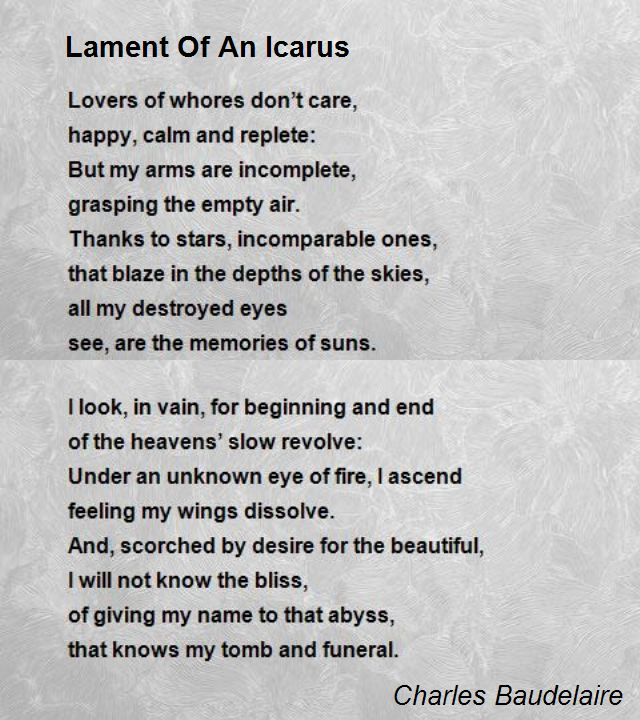 Lament Of An Icarus
Lovers of whores don’t care,
happy, calm and replete:
But my arms are incomplete,
grasping the empty air.
Thanks to stars, incomparable ones,
that blaze in the depths of the skies,
all my destroyed eyes
see, are the memories of suns.
I look, in vain, for beginning and end
of the heavens’ slow revolve:
Under an unknown eye of fire, I ascend
feeling my wings dissolve.
And, scorched by desire for the beautiful,
I will not know the bliss,
of giving my name to that abyss,
that knows my tomb and funeral.
Charles Baudelaire